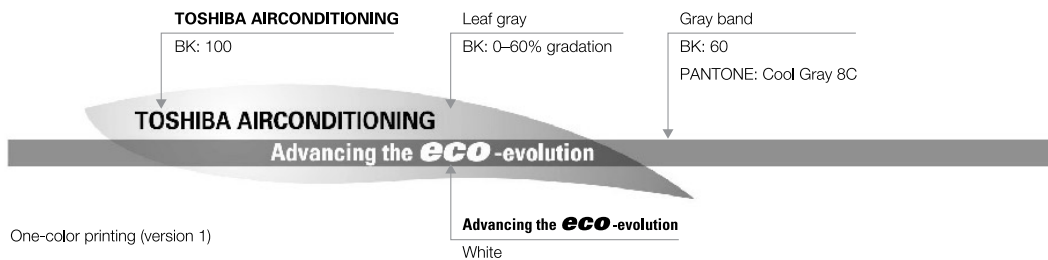 TOSHIBA AIRCONDITIONING
BK: 100
Leaf gray
BK: 0–60% gradation
Gray band
BK: 60
PANTONE: Cool Gray 8C
TOSHIBA AIRCONDITIONING
Advancing the eco -evolution
Advancing the eco -evolution
White
One-color printing (version 1)